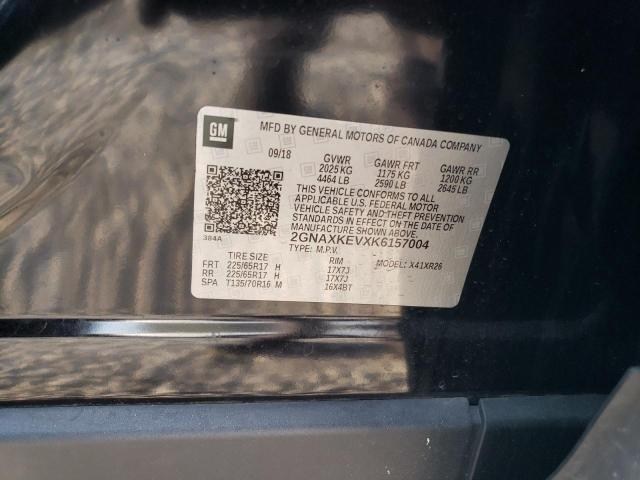 GM
MFD BY GENERAL MOTORS OF CANADA COMPANY
09/18 GVWR GAWR FRT GAWR RR
2025 KG 1175 KG 1200 KG
4464 LB 2590 LB 2645 LB
THIS VEHICLE CONFORMS TO ALL
APPLICABLE U.S. FEDERAL MOTOR
VEHICLE SAFETY AND THEFT PREVENTION
STANDARDS IN EFFECT ON THE DATE OF
MANUFACTURE SHOWN ABOVE.
384A 2GNAXKEVXK6157004
TYPE: M.P.V. MODEL: X41XR26
TIRE SIZE RIM
FRT 225/65R17 H 17X7J
RR 225/65R17 H 17X7J
SPA T135/70R16 M 16X4BT